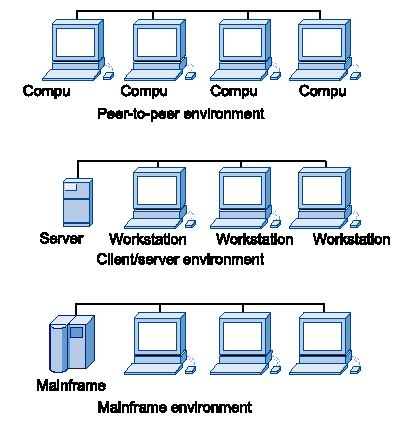 Compu Compu Compu Compu
Peer-to-peer environment
Server Workstation Workstation Workstation
Client/server environment
Mainframe
Mainframe environment